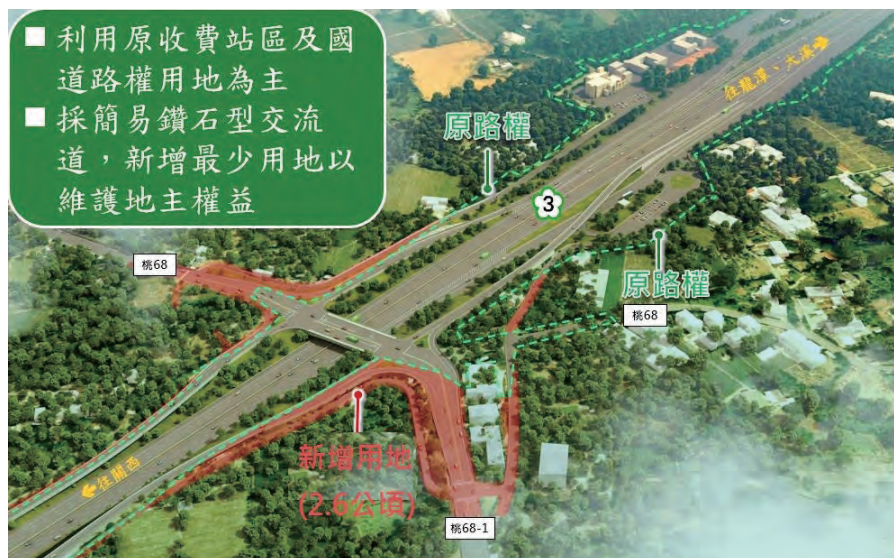 ■ 利用原收費站區及國
道路權用地為主
■ 採簡易鑽石型交流
道，新增最少用地以
維護地主權益
往龍潭、大溪
原路權
3
桃68
原路權
桃68
新增用地
(2.6公頃)
往關西
桃68-1